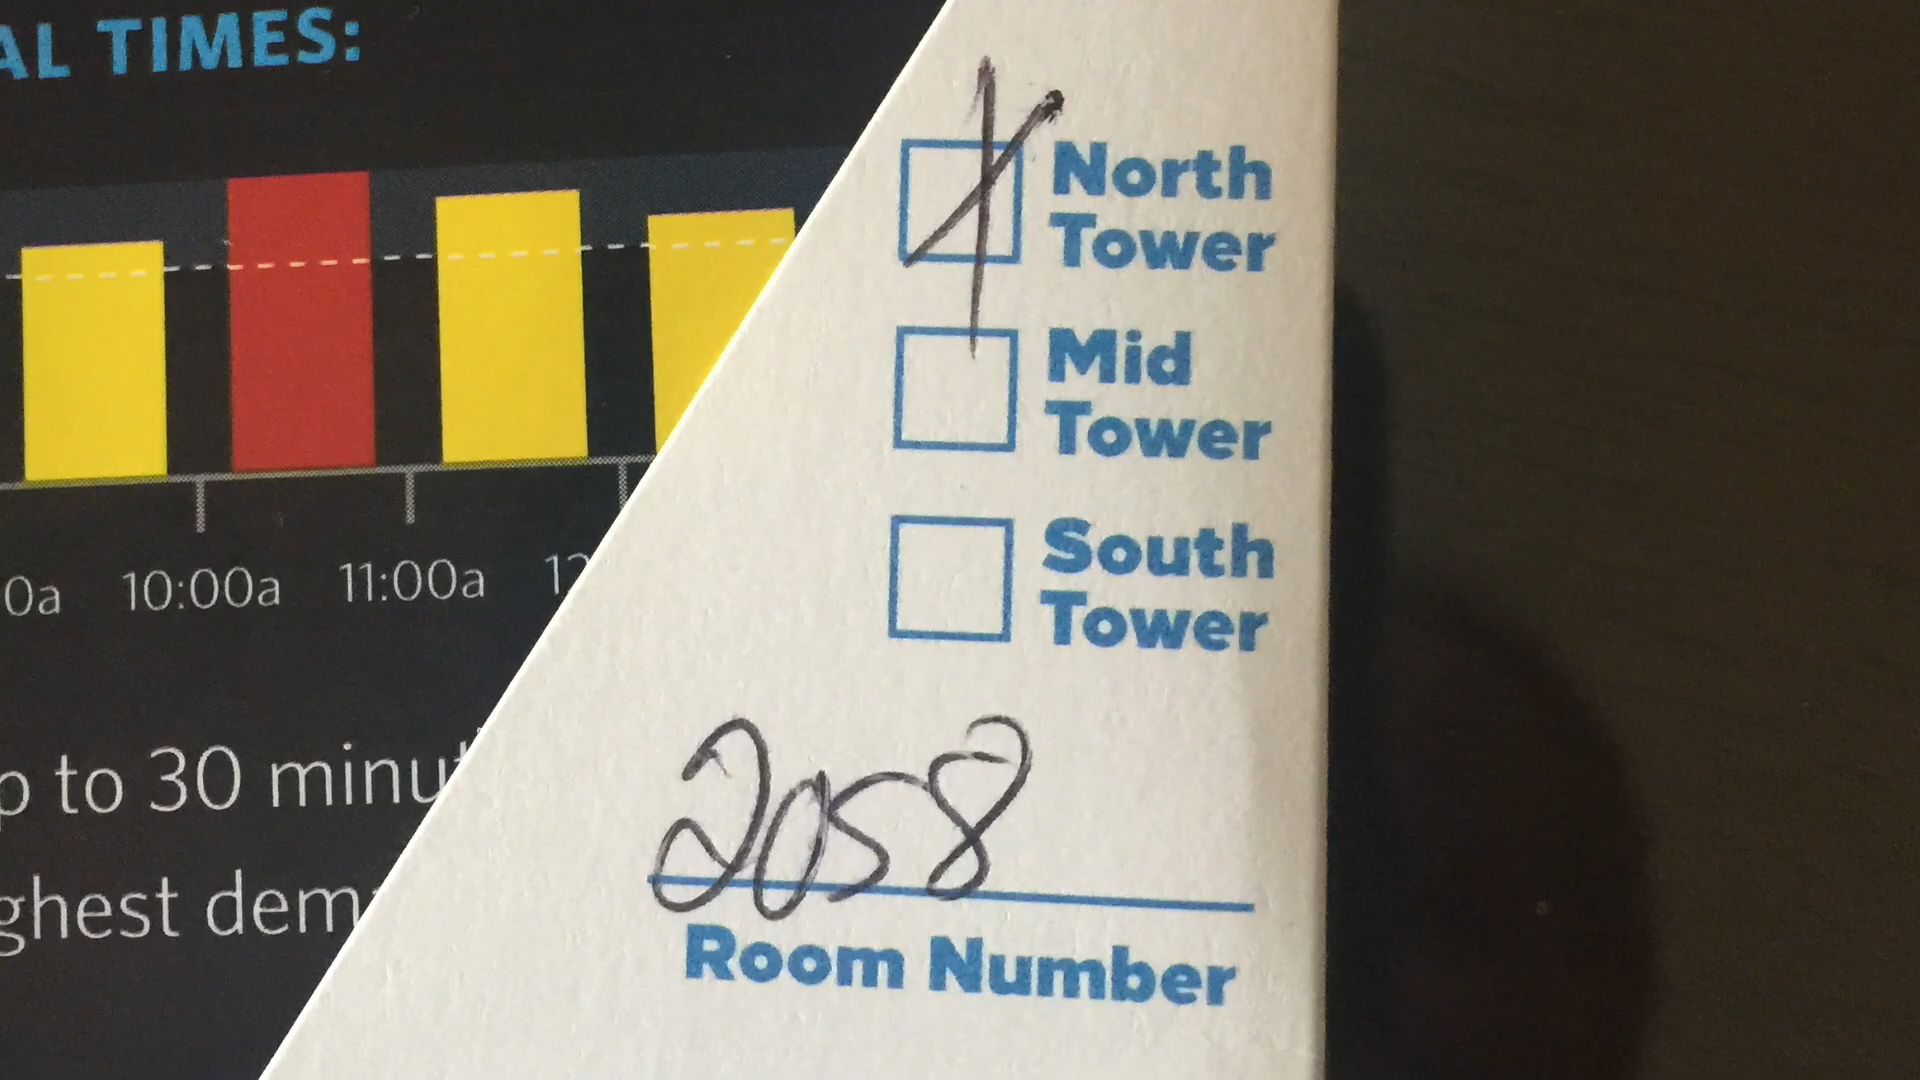 AL TIMES:
0a 10:00a 11:00a 12
p to 30 minu
ghest dem
North
Tower
Mid
Tower
South
Tower
2058
Room Number